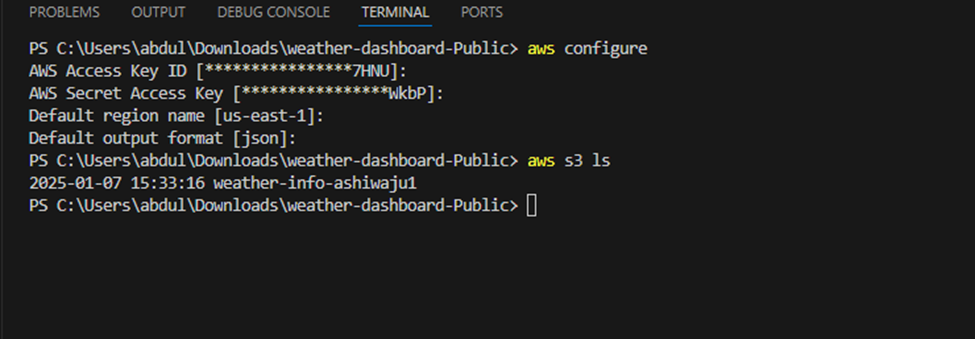 PROBLEMS OUTPUT DEBUG CONSOLE TERMINAL PORTS
PS C:\Users\abdul\Downloads\weather-dashboard-Public> aws configure
AWS Access Key ID [****************7HNU]:
AWS Secret Access Key [****************WkbP]:
Default region name [us-east-1]:
Default output format [json]:
PS C:\Users\abdul\Downloads\weather-dashboard-Public> aws s3 ls
2025-01-07 15:33:16 weather-info-ashiwaju1
PS C:\Users\abdul\Downloads\weather-dashboard-Public>